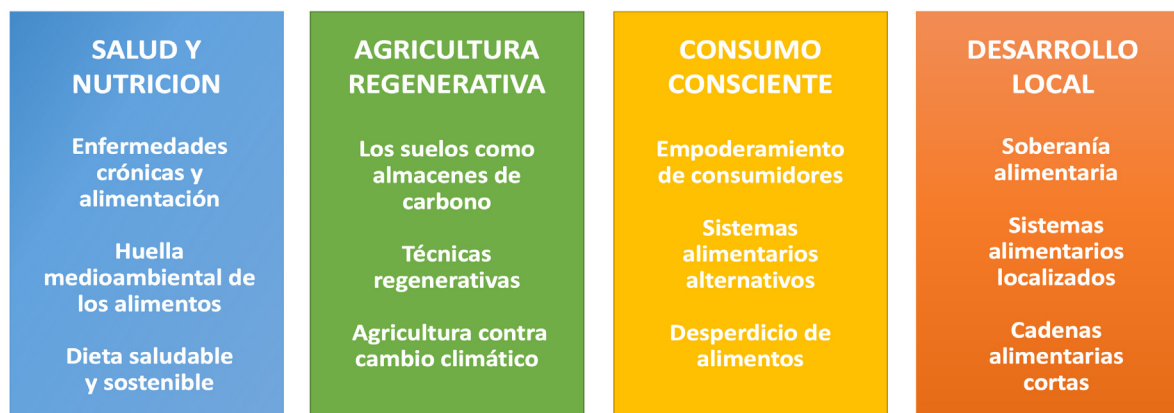 SALUD Y
NUTRICION
Enfermedades
crónicas y
alimentación
Huella
medioambiental de
los alimentos
Dieta saludable
y sostenible
AGRICULTURA
REGENERATIVA
Los suelos como
almacenes de
carbono
Técnicas
regenerativas
Agricultura contra
cambio climático
CONSUMO
CONSCIENTE
Empoderamiento
de consumidores
Sistemas
alimentarios
alternativos
Desperdicio de
alimentos
DESARROLLO
LOCAL
Soberanía
alimentaria
Sistemas
alimentarios
localizados
Cadenas
alimentarias
cortas